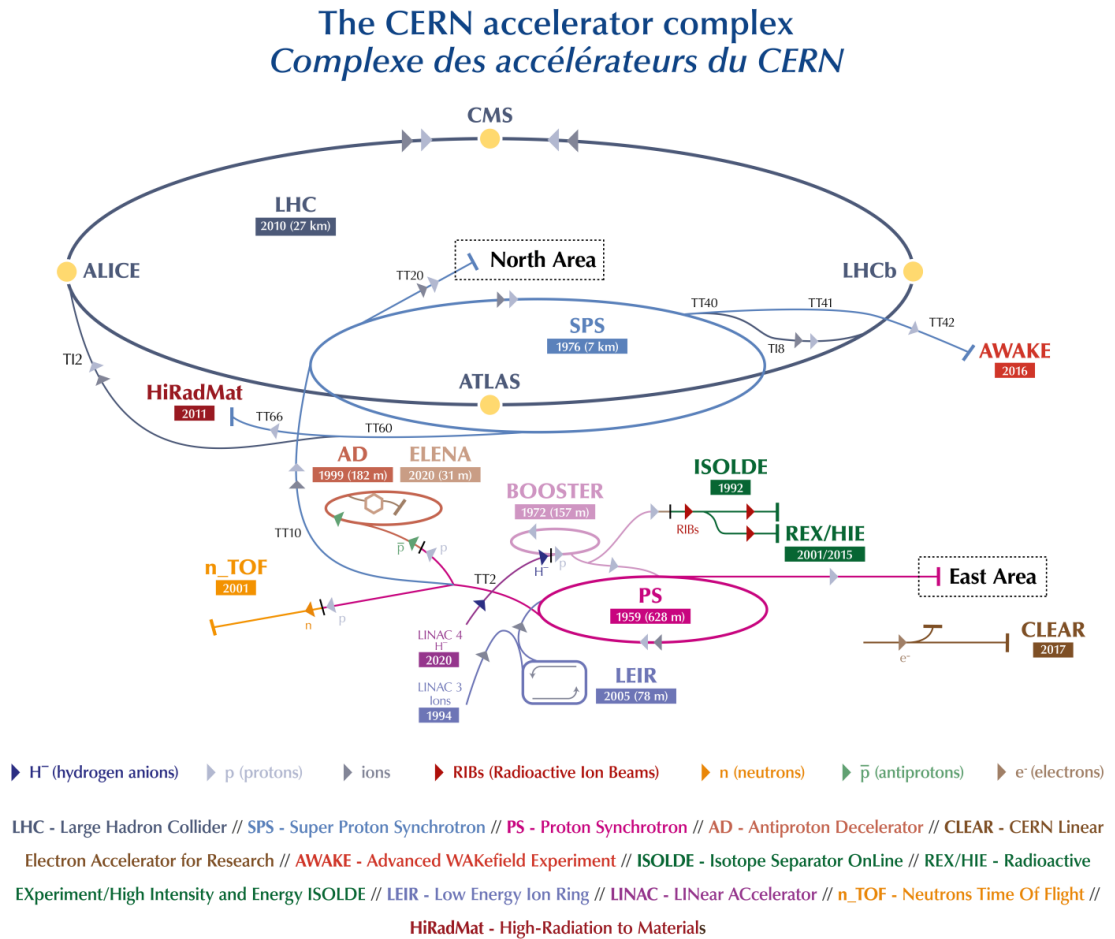 The CERN accelerator complex
Complexe des accélérateurs du CERN
CMS
LHC
2010 (27 km)
ALICE
LHCb
TT20
North Area
TT40
TT41
TT42
SPS
1976 (7 km)
TI8
AWAKE
2016
TI2
ATLAS
HiRadMat
2011
TT66
TT60
AD
1999 (182 m)
ELENA
2020 (31 m)
ISOLDE
1992
BOOSTER
1972 (157 m)
RIBs
REX/HIE
2001/2015
TT10
p̅
p
H⁻
p
n_TOF
2001
TT2
East Area
PS
1959 (628 m)
n
p
LINAC 4
H⁻
2020
CLEAR
2017
e⁻
LINAC 3
Ions
1994
LEIR
2005 (78 m)
H⁻ (hydrogen anions)
p (protons)
ions
RIBs (Radioactive Ion Beams)
n (neutrons)
p̅ (antiprotons)
e⁻ (electrons)
LHC - Large Hadron Collider // SPS - Super Proton Synchrotron // PS - Proton Synchrotron // AD - Antiproton Decelerator // CLEAR - CERN Linear
Electron Accelerator for Research // AWAKE - Advanced WAKefield Experiment // ISOLDE - Isotope Separator OnLine // REX/HIE - Radioactive
EXperiment/High Intensity and Energy ISOLDE // LEIR - Low Energy Ion Ring // LINAC - LINear ACcelerator // n_TOF - Neutrons Time Of Flight //
HiRadMat - High-Radiation to Materials